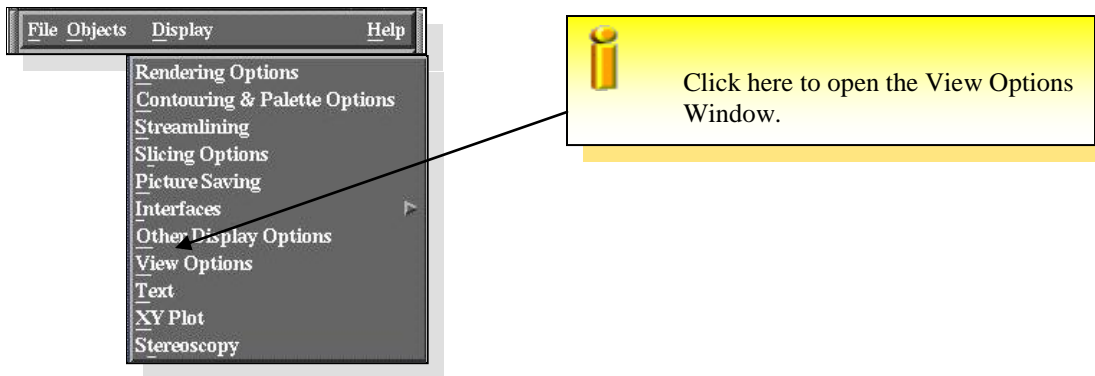 File Objects Display Help
Rendering Options
Contouring & Palette Options
Streamlining
Slicing Options
Picture Saving
Interfaces
Other Display Options
View Options
Text
XY Plot
Stereoscopy
Click here to open the View Options
Window.